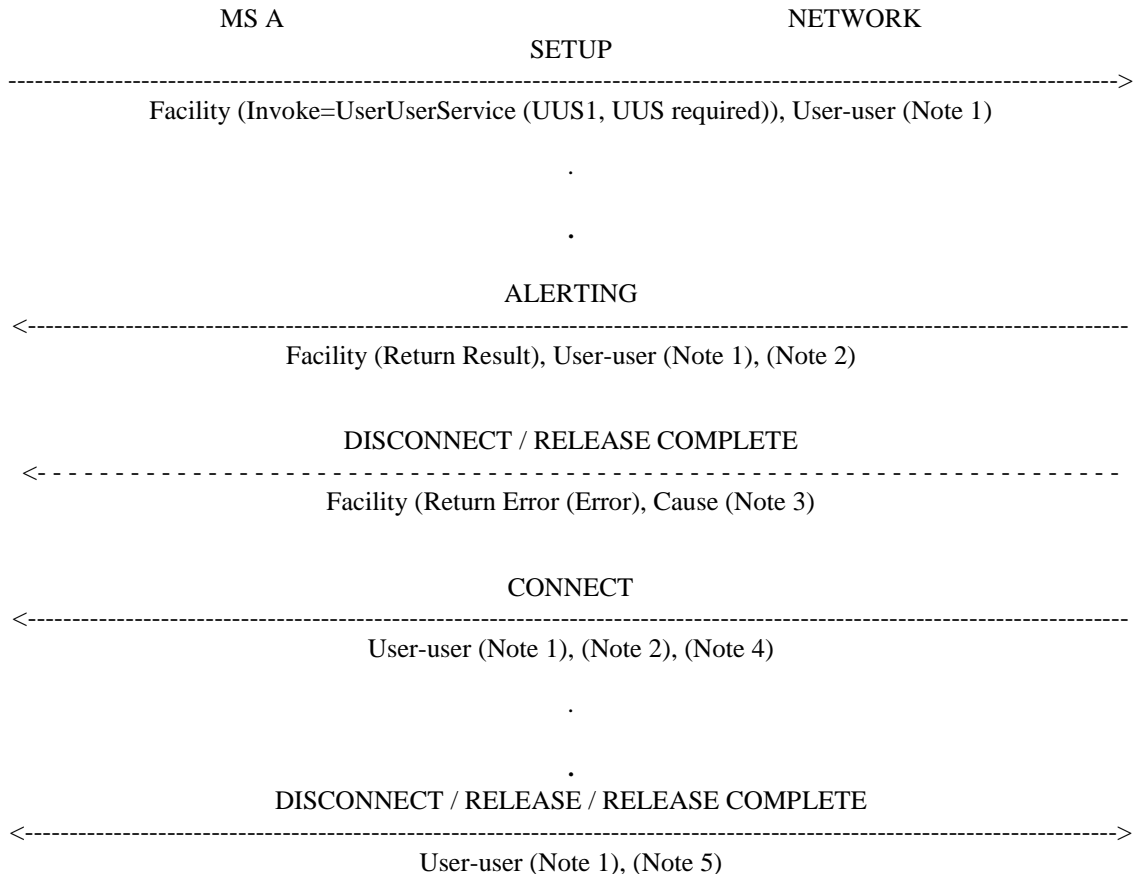 MS A NETWORK
SETUP
------------------------------------------------------------------------------------------------------------------------------>
Facility (Invoke=UserUserService (UUS1, UUS required)), User-user (Note 1)
.
.
ALERTING
<------------------------------------------------------------------------------------------------------------------------------
Facility (Return Result), User-user (Note 1), (Note 2)
DISCONNECT / RELEASE COMPLETE
<- - - - - - - - - - - - - - - - - - - - - - - - - - - - - - - - - - - - - - - - - - - - - - - - - - - - - - - - - - - - - - - - - - - - - -
Facility (Return Error (Error), Cause (Note 3)
CONNECT
<------------------------------------------------------------------------------------------------------------------------------
User-user (Note 1), (Note 2), (Note 4)
.
.
DISCONNECT / RELEASE / RELEASE COMPLETE
<---------------------------------------------------------------------------------------------------------------------------->
User-user (Note 1), (Note 5)